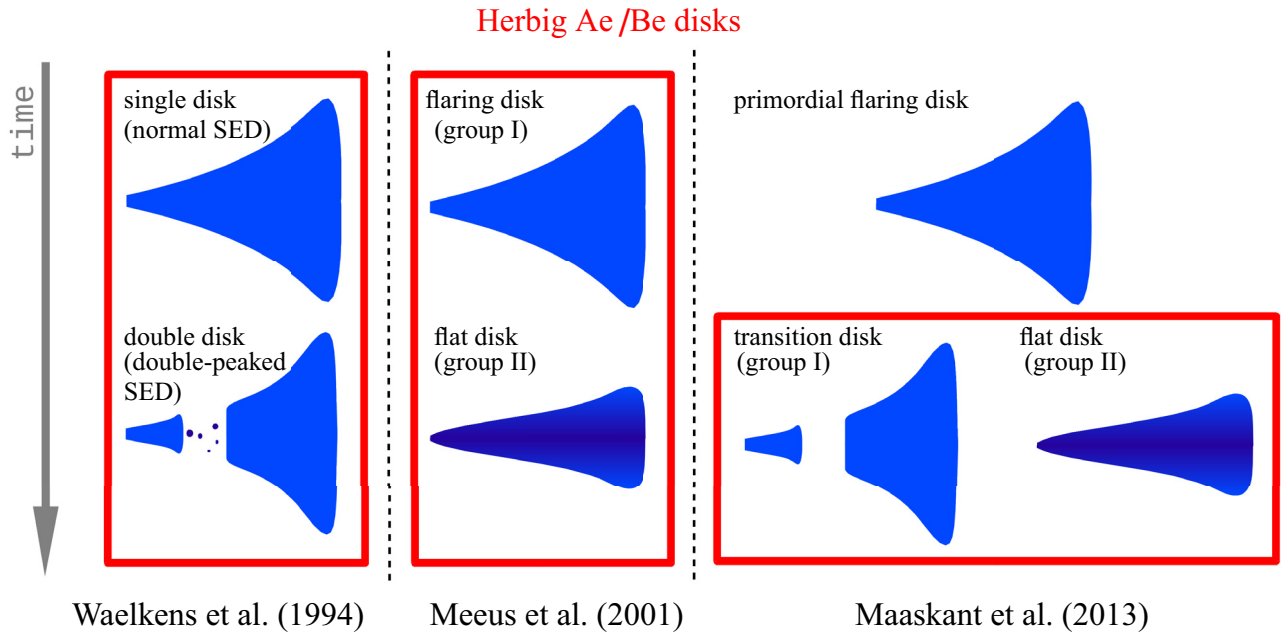 Herbig Ae/Be disks
time
single disk
(normal SED)
double disk
(double-peaked
SED)
flaring disk
(group I)
flat disk
(group II)
primordial flaring disk
transition disk
(group I)
flat disk
(group II)
Waelkens et al. (1994)
Meeus et al. (2001)
Maaskant et al. (2013)